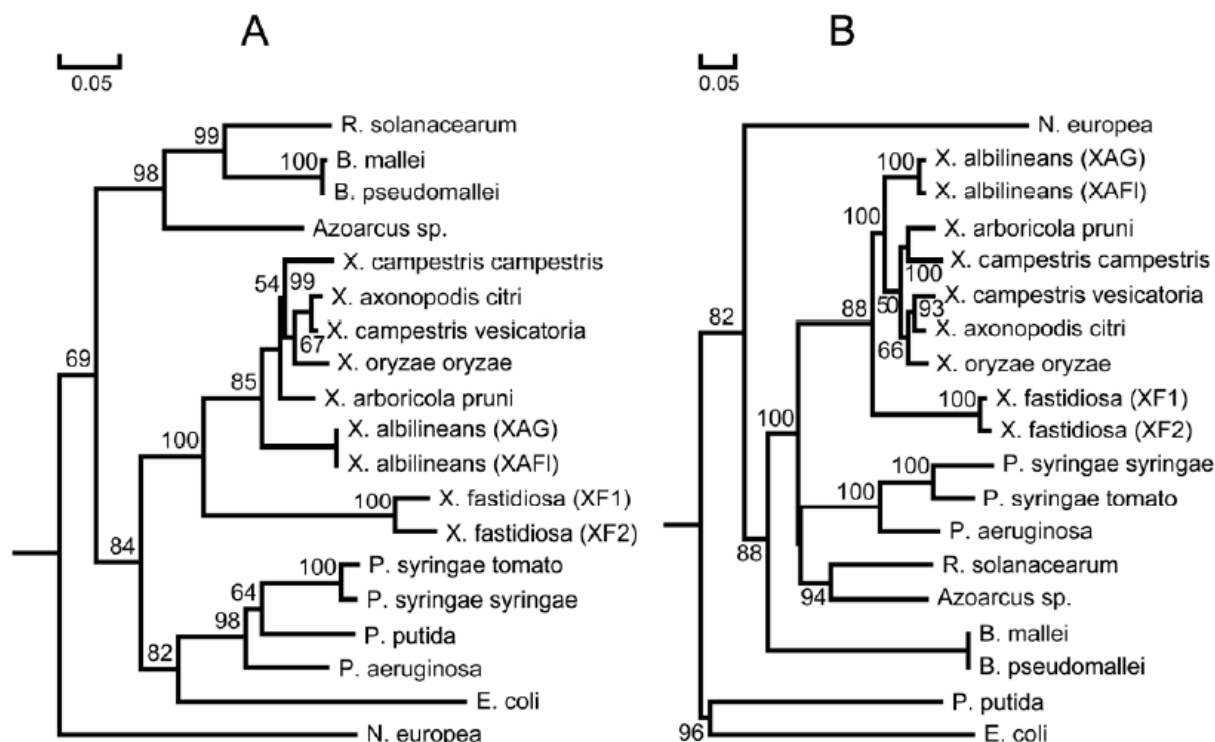 A
0.05
R. solanacearum
99
100
B. mallei
98
B. pseudomallei
Azoarcus sp.
X. campestris campestris
54
99
X. axonopodis citri
X. campestris vesicatoria
67
69
X. oryzae oryzae
85
X. arboricola pruni
X. albilineans (XAG)
100
X. albilineans (XAFI)
100
X. fastidiosa (XF1)
X. fastidiosa (XF2)
84
100
P. syringae tomato
64
P. syringae syringae
98
P. putida
82
P. aeruginosa
E. coli
N. europea
B
0.05
N. europea
100
X. albilineans (XAG)
X. albilineans (XAFI)
100
X. arboricola pruni
X. campestris campestris
100
X. campestris vesicatoria
50
93
82
88
X. axonopodis citri
66
X. oryzae oryzae
100
X. fastidiosa (XF1)
100
X. fastidiosa (XF2)
100
P. syringae syringae
100
P. syringae tomato
P. aeruginosa
88
R. solanacearum
94
Azoarcus sp.
B. mallei
B. pseudomallei
P. putida
96
E. coli